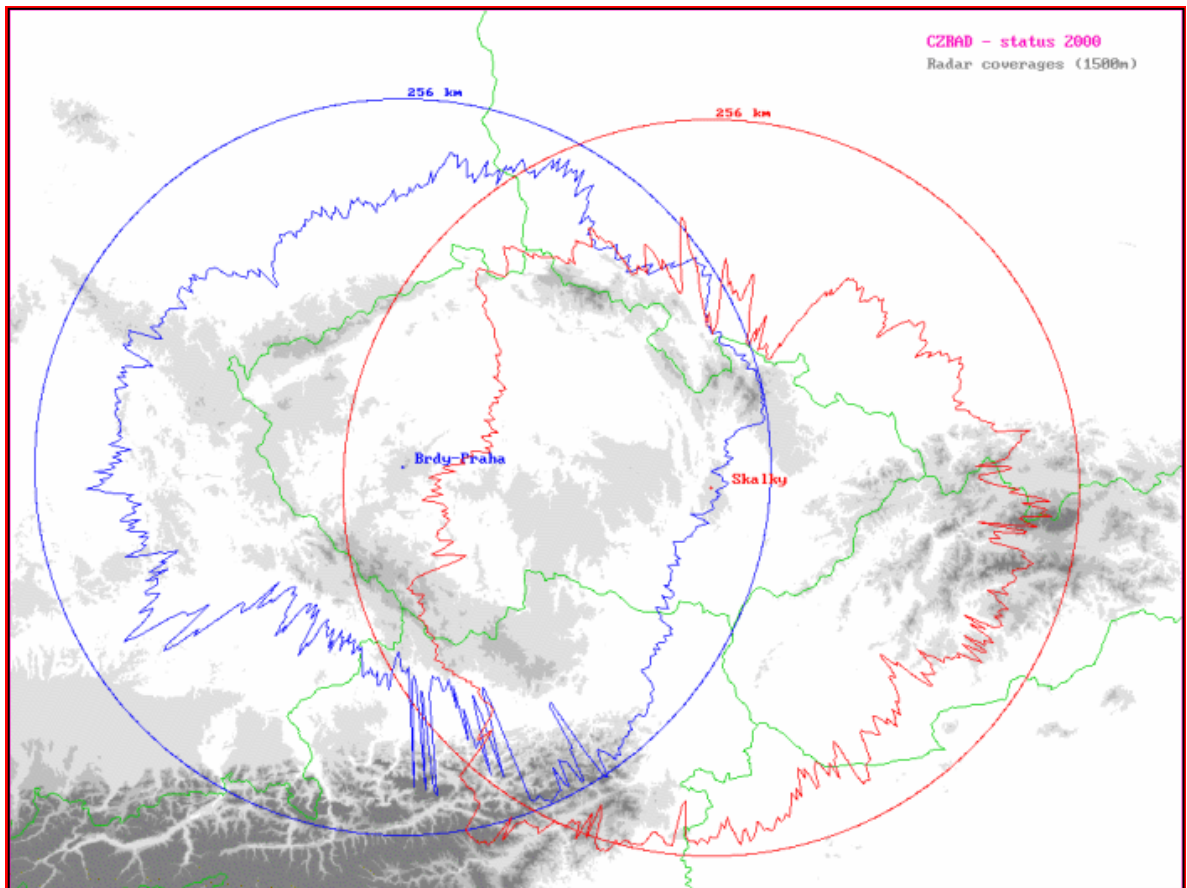 CZRAD - status 2000
Radar coverages (1500m)
256 km
256 km
Brdy-Praha
Skalky